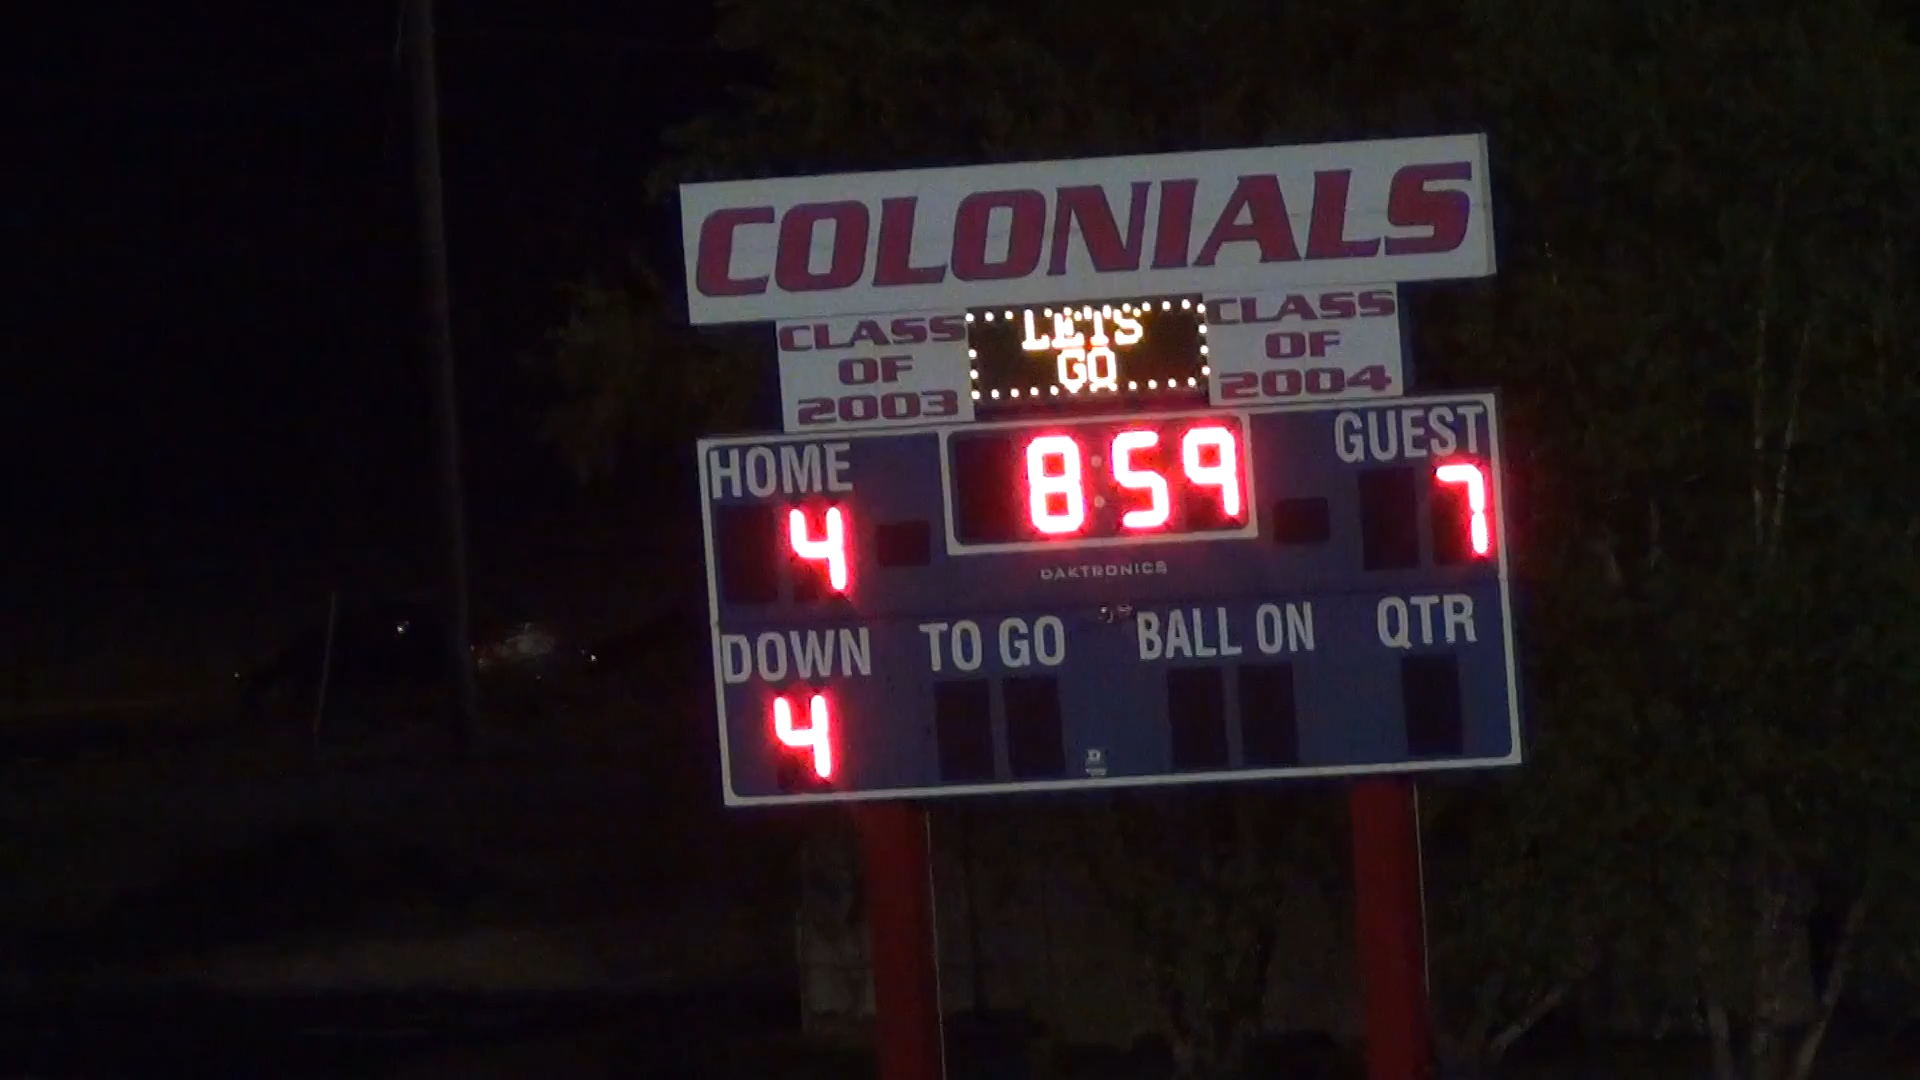 COLONIALS
CLASS
OF
2003
LETS
GO
CLASS
OF
2004
HOME
4
8:59
GUEST
7
DAKTRONICS
DOWN
4
TO GO
BALL ON
QTR